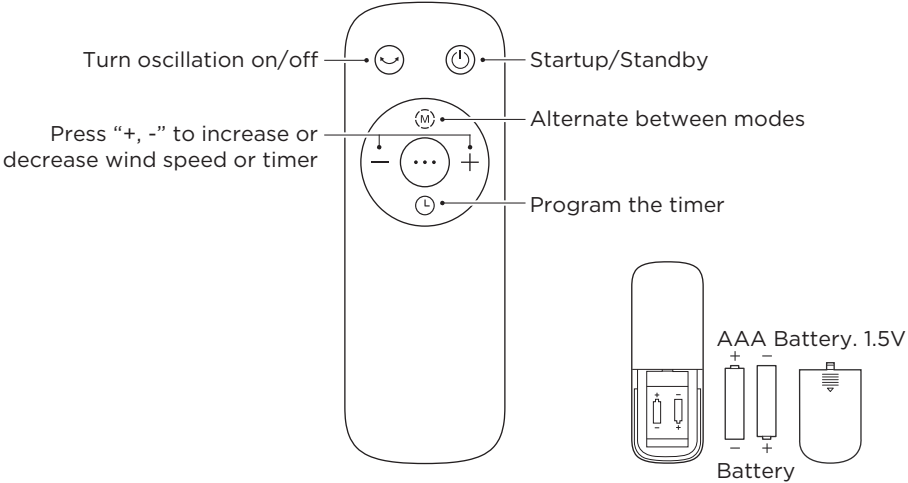 Turn oscillation on/off
Startup/Standby
M
Alternate between modes
Press “+, -” to increase or
decrease wind speed or timer
− ... +
Program the timer
AAA Battery. 1.5V
+ −
+ −
− +
− +
Battery